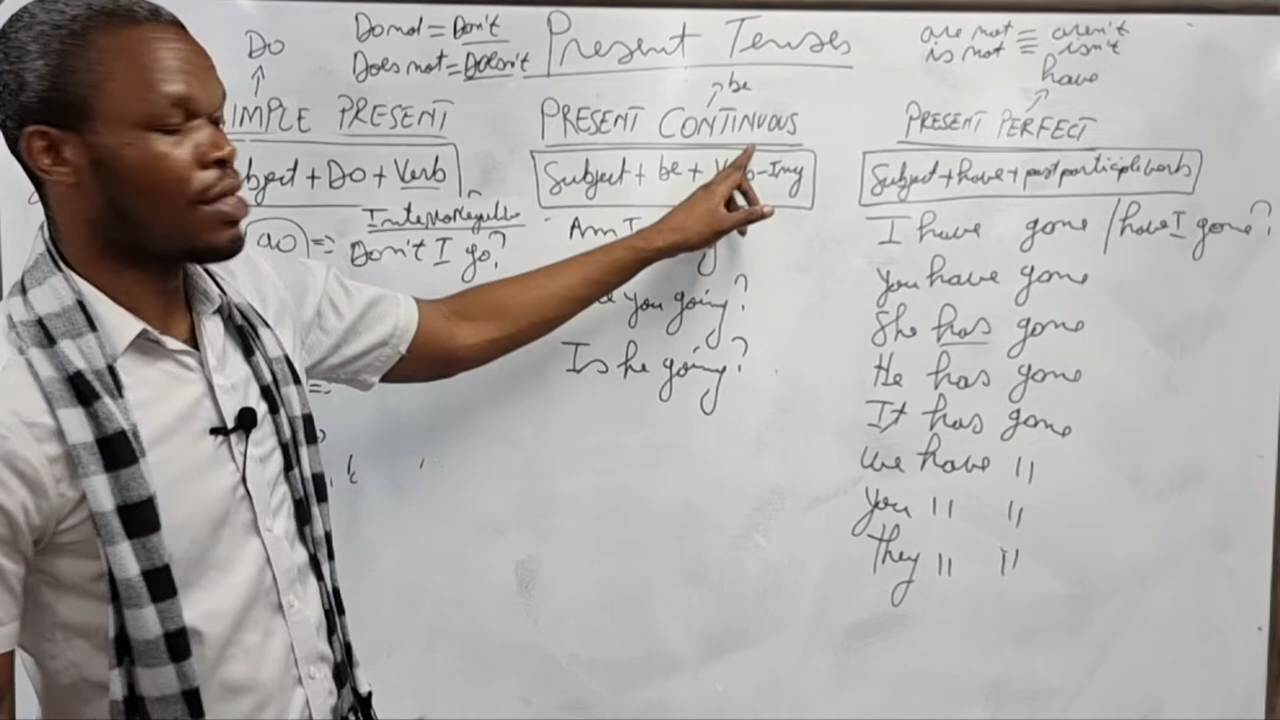 Do
Do not = Don't
Does not = Doesn't
Present Tenses
are not = aren't
is not = isn't
be
have
IMPLE PRESENT
bject + Do + Verb
Don't I go?
PRESENT CONTINUOUS
Subject + be + Verb-Ing
Am I
you going?
Is he going?
PRESENT PERFECT
Subject + have + past participle verb
I have gone / have I gone?
You have gone
She has gone
He has gone
It has gone
We have "
you " "
They " "